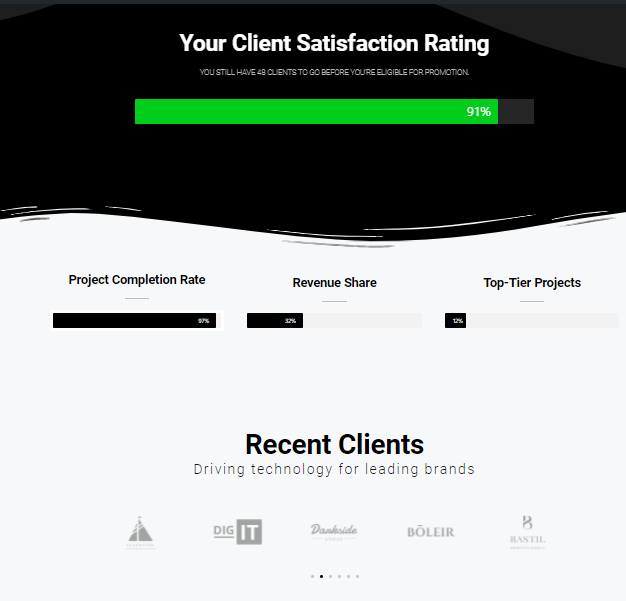 Your Client Satisfaction Rating
YOU STILL HAVE 48 CLIENTS TO GO BEFORE YOU'RE ELIGIBLE FOR PROMOTION.
91%
Project Completion Rate
Revenue Share
Top-Tier Projects
97%
32%
12%
Recent Clients
Driving technology for leading brands
DIG IT
Darkside
BŌLEIR
B
BASTIL